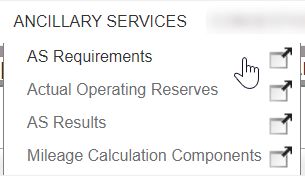 ANCILLARY SERVICES
AS Requirements
Actual Operating Reserves
AS Results
Mileage Calculation Components